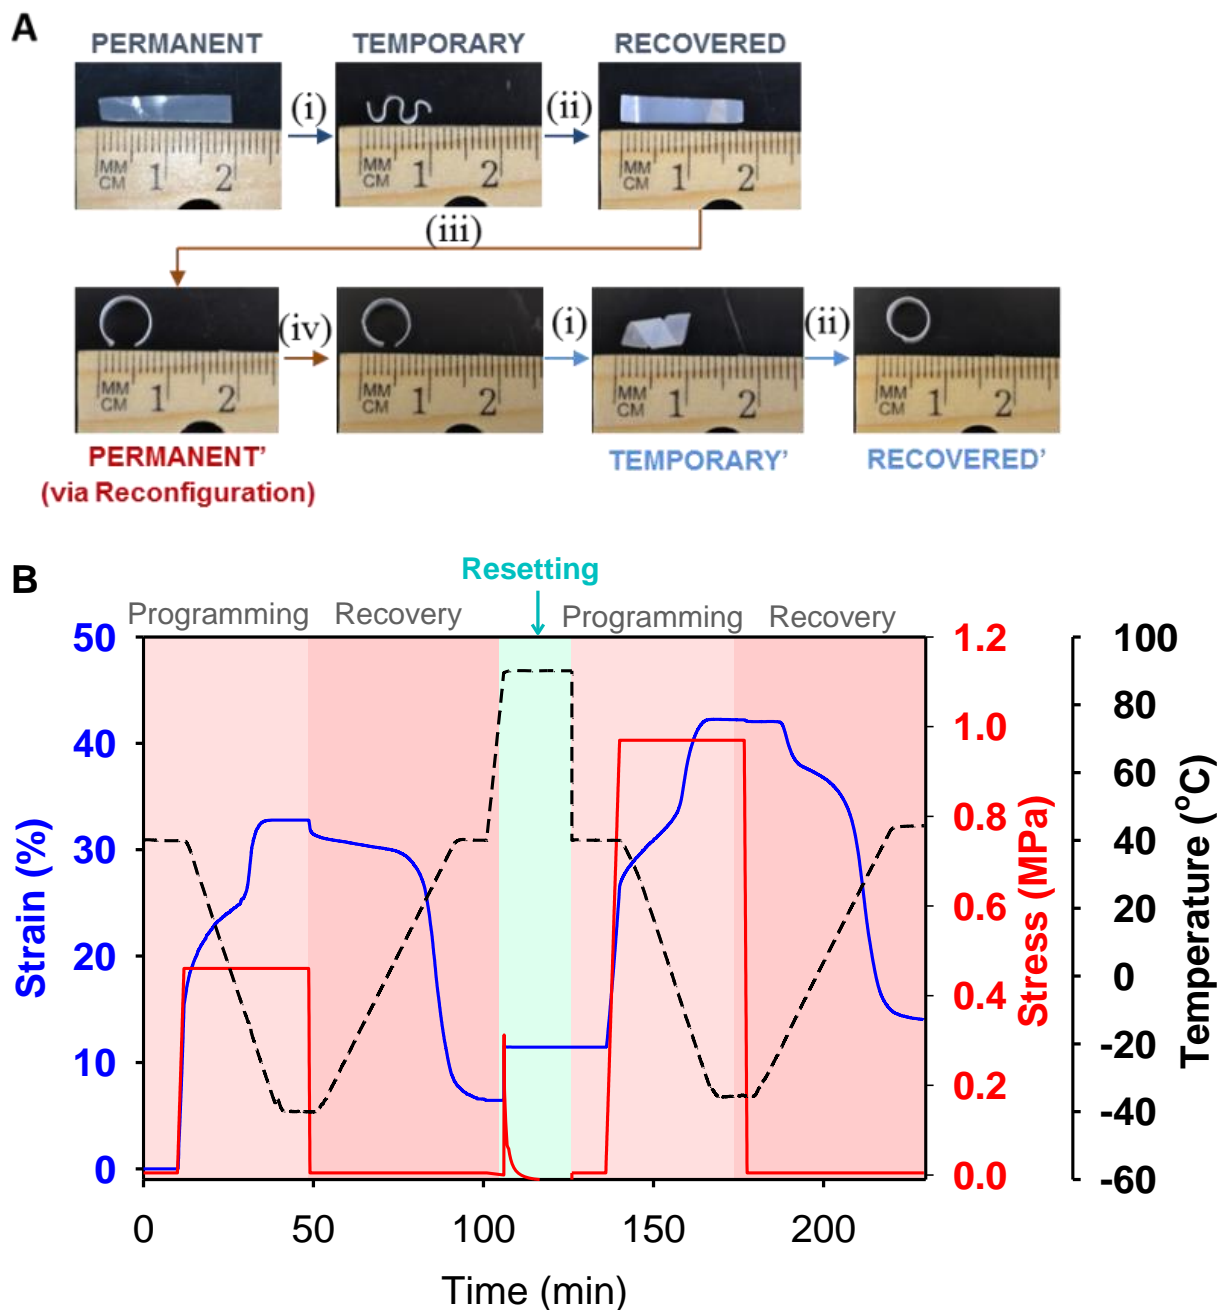 A
PERMANENT TEMPORARY RECOVERED
(i) (ii)
MM CM 1 2 MM CM 1 2 MM CM 1 2
(iii)
(iv) (i) (ii)
MM CM 1 2 MM CM 1 2 MM CM 1 2 MM CM 1 2
PERMANENT' TEMPORARY' RECOVERED'
(via Reconfiguration)
B
Resetting
Programming Recovery Programming Recovery
50 1.2 100
1.0 80
40 60
0.8
30 40
0.6 20
20 0
0.4
-20
10 0.2
-40
0 0.0 -60
Strain (%)
Stress (MPa)
Temperature (°C)
0 50 100 150 200
Time (min)